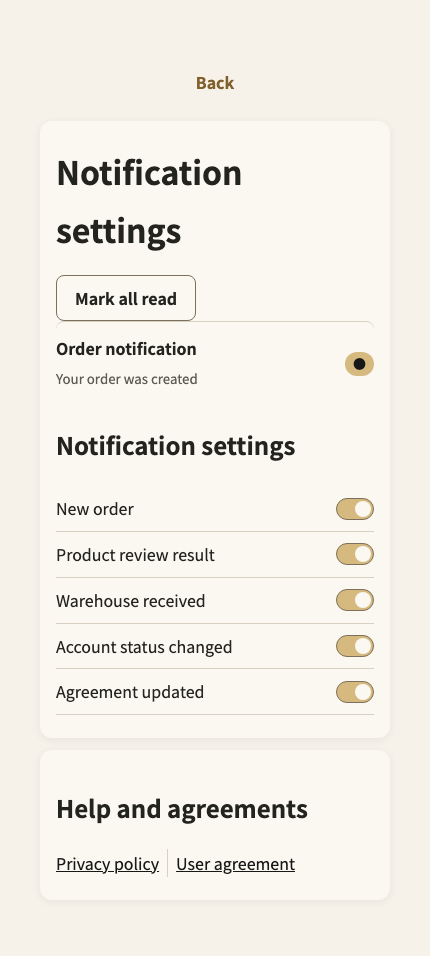 Back
Notification
settings
Mark all read
Order notification
Your order was created
Notification settings
New order
Product review result
Warehouse received
Account status changed
Agreement updated
Help and agreements
Privacy policy
User agreement